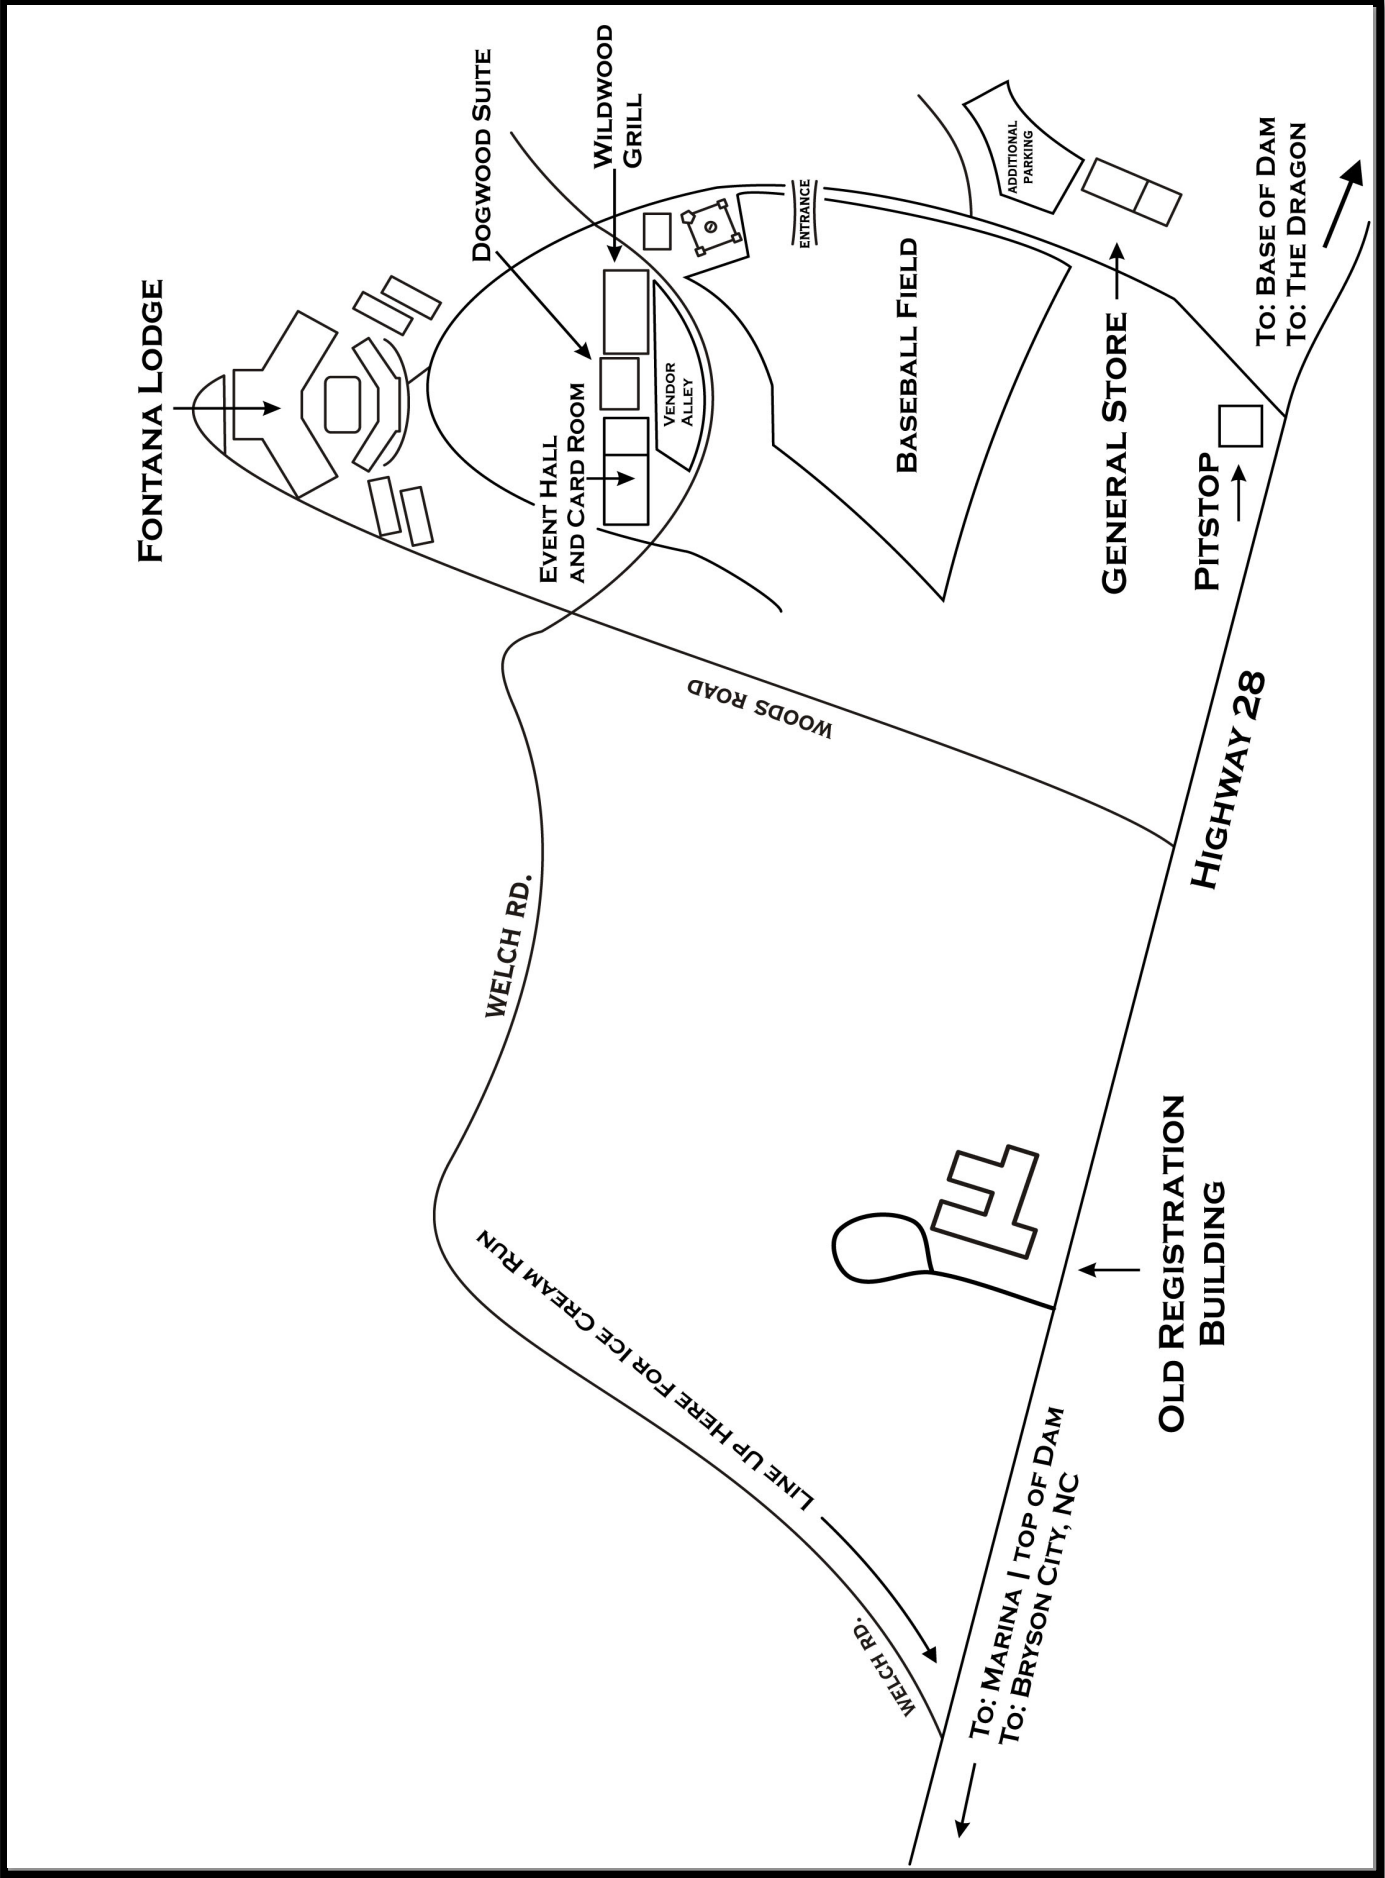 Fontana Lodge
Dogwood Suite
Wildwood
Grill
Event Hall
and Card Room
Vendor
Alley
Entrance
Baseball Field
Additional
Parking
General Store
Pitstop
To: Base of Dam
To: The Dragon
Woods Road
Highway 28
Welch Rd.
Line Up Here For Ice Cream Run
Welch Rd.
Old Registration
Building
To: Marina | top of Dam
To: Bryson City, NC